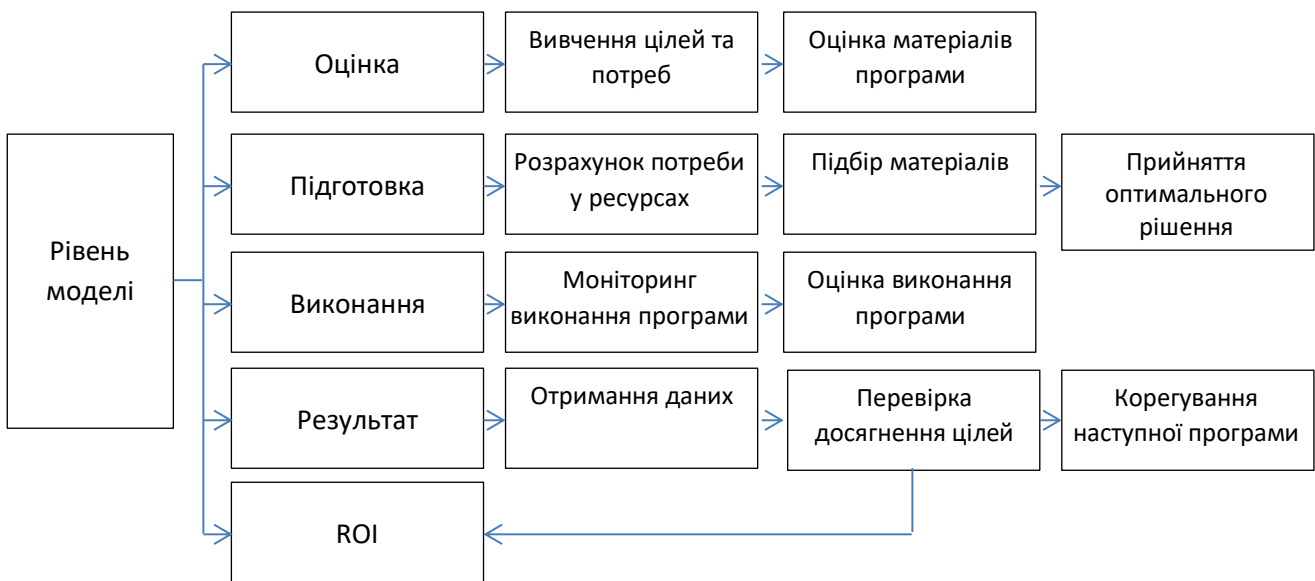 Оцінка
Вивчення цілей та
потреб
Оцінка матеріалів
програми
Рівень
моделі
Підготовка
Розрахунок потреби
у ресурсах
Підбір матеріалів
Прийняття
оптимального
рішення
Виконання
Моніторинг
виконання програми
Оцінка виконання
програми
Результат
Отримання даних
Перевірка
досягнення цілей
Корегування
наступної програми
ROI